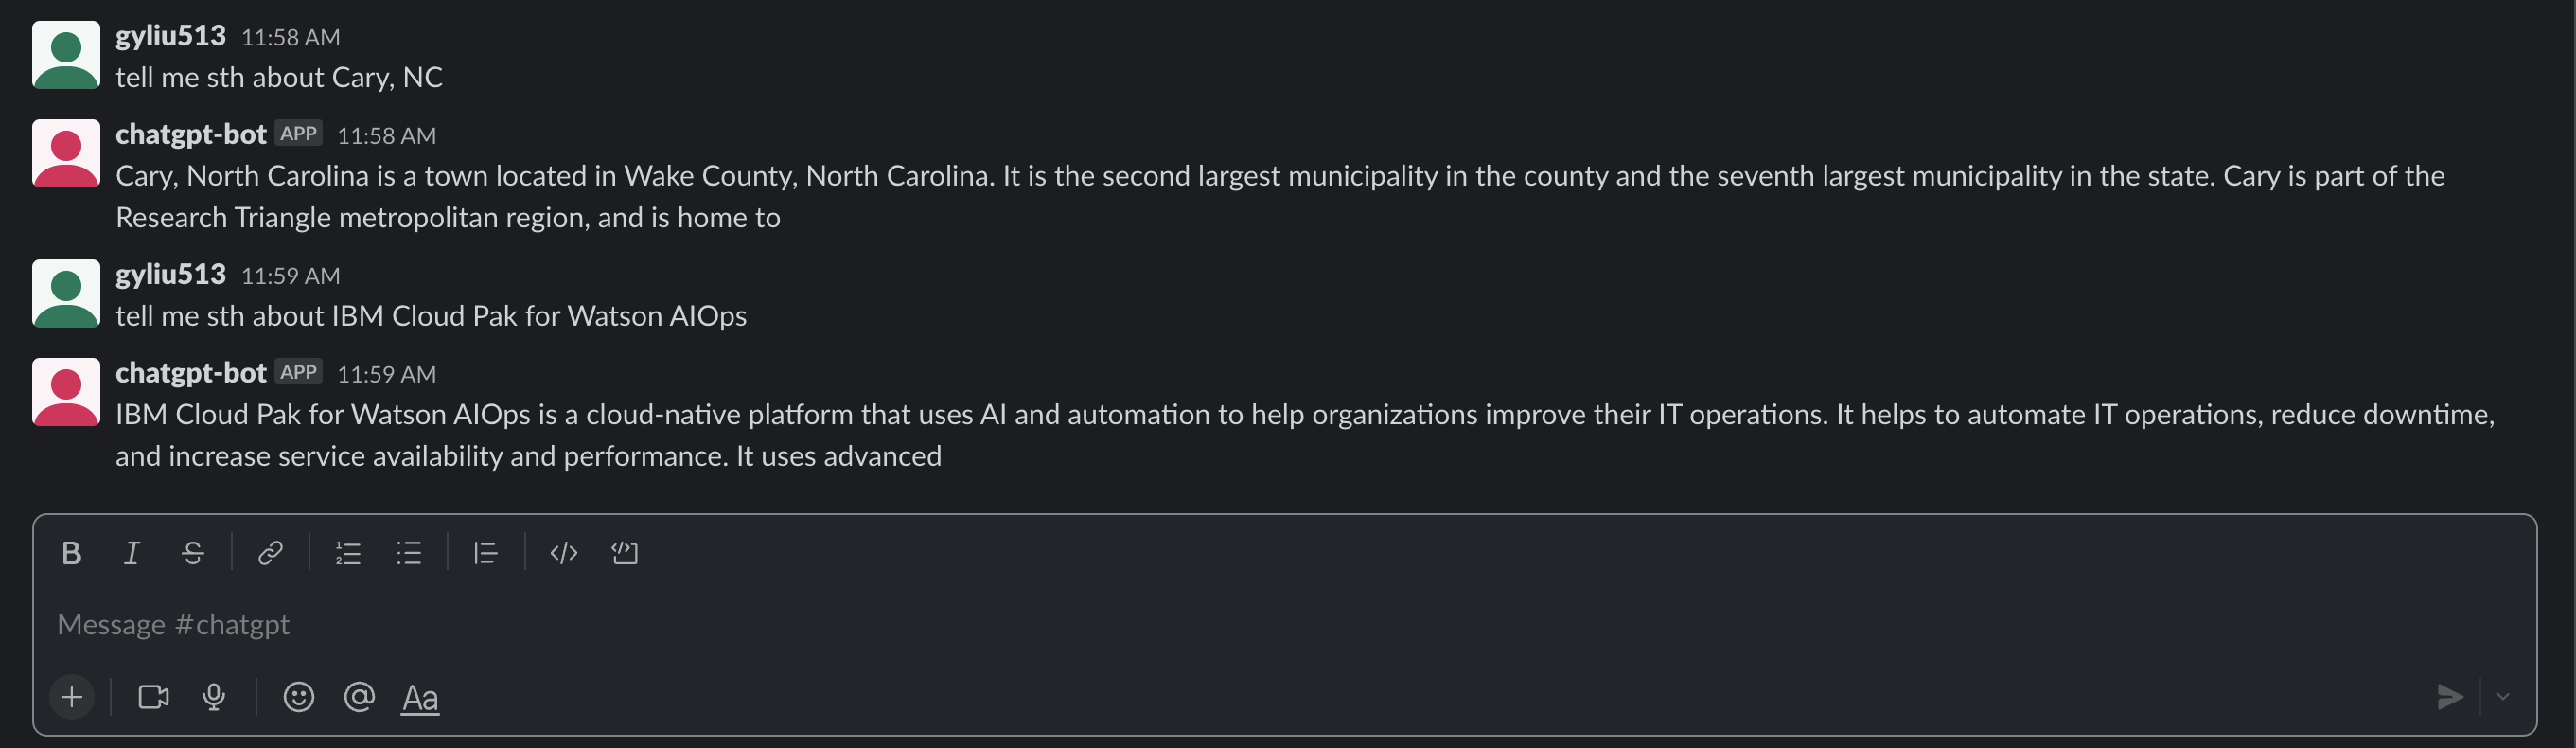 gyliu513 11:58 AM
tell me sth about Cary, NC
chatgpt-bot APP 11:58 AM
Cary, North Carolina is a town located in Wake County, North Carolina. It is the second largest municipality in the county and the seventh largest municipality in the state. Cary is part of the
Research Triangle metropolitan region, and is home to
gyliu513 11:59 AM
tell me sth about IBM Cloud Pak for Watson AIOps
chatgpt-bot APP 11:59 AM
IBM Cloud Pak for Watson AIOps is a cloud-native platform that uses AI and automation to help organizations improve their IT operations. It helps to automate IT operations, reduce downtime,
and increase service availability and performance. It uses advanced
Message #chatgpt
Aa